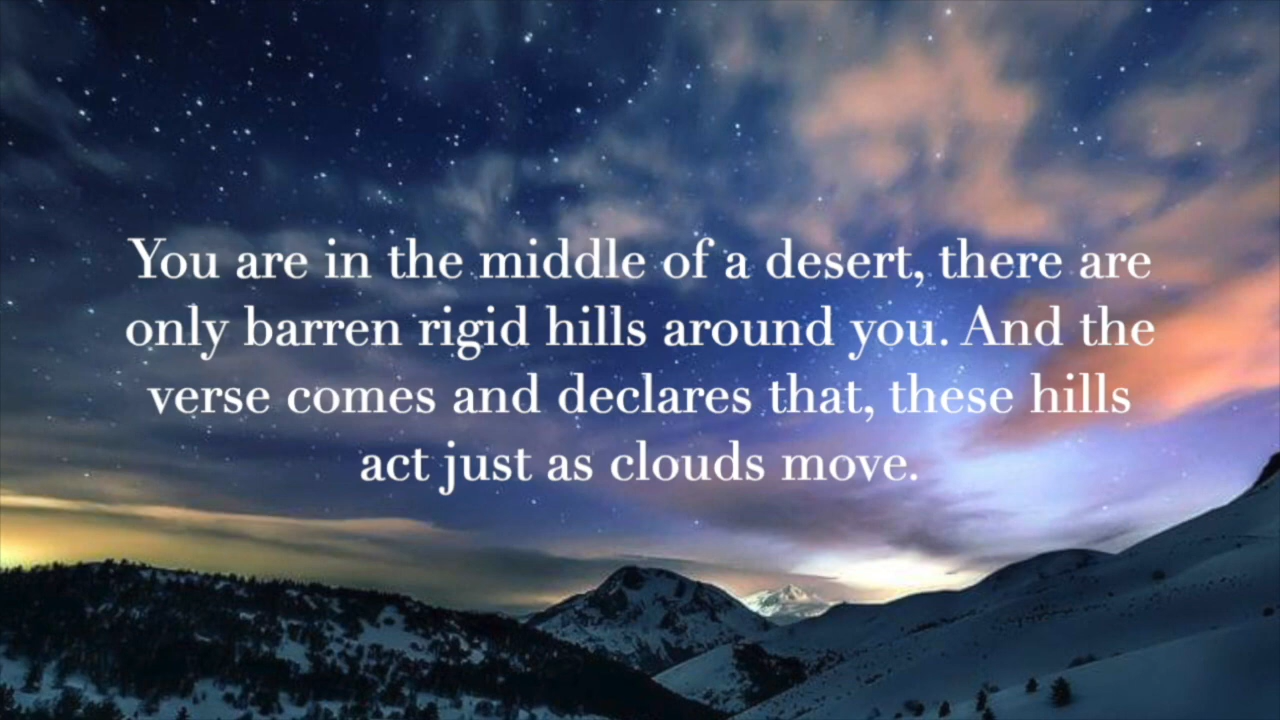 You are in the middle of a desert, there are
only barren rigid hills around you. And the
verse comes and declares that, these hills
act just as clouds move.